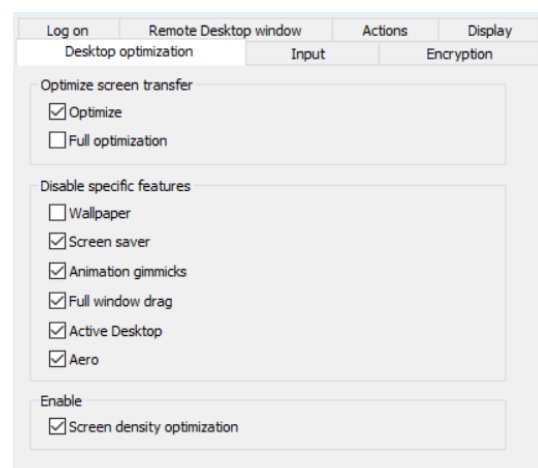 Log on Remote Desktop window Actions Display
Desktop optimization Input Encryption
Optimize screen transfer
Optimize
Full optimization
Disable specific features
Wallpaper
Screen saver
Animation gimmicks
Full window drag
Active Desktop
Aero
Enable
Screen density optimization